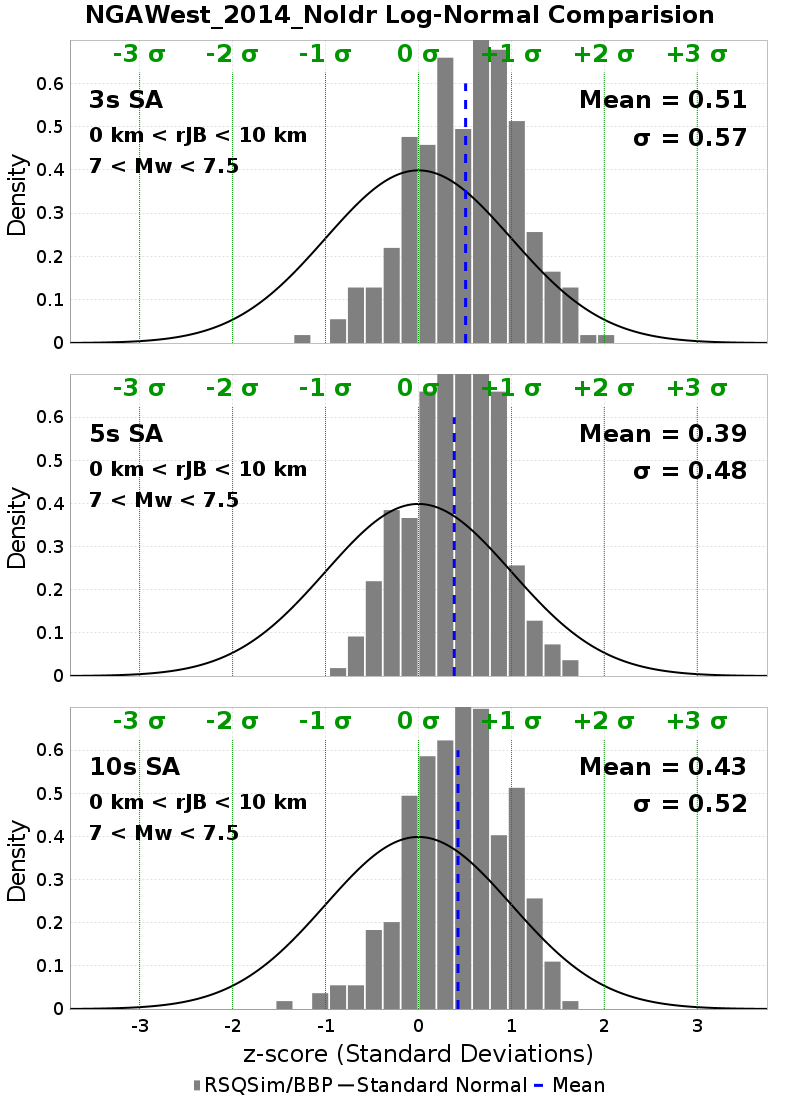 NGAWest_2014_NoIdr Log-Normal Comparision
-3 σ -2 σ -1 σ 0 σ +1 σ +2 σ +3 σ
3s SA
0 km < rJB < 10 km
7 < Mw < 7.5
Mean = 0.51
σ = 0.57
Density
0.6
0.5
0.4
0.3
0.2
0.1
0
-3 σ -2 σ -1 σ 0 σ +1 σ +2 σ +3 σ
5s SA
0 km < rJB < 10 km
7 < Mw < 7.5
Mean = 0.39
σ = 0.48
Density
0.6
0.5
0.4
0.3
0.2
0.1
0
-3 σ -2 σ -1 σ 0 σ +1 σ +2 σ +3 σ
10s SA
0 km < rJB < 10 km
7 < Mw < 7.5
Mean = 0.43
σ = 0.52
Density
0.6
0.5
0.4
0.3
0.2
0.1
0
-3 -2 -1 0 1 2 3
z-score (Standard Deviations)
RSQSim/BBP Standard Normal Mean